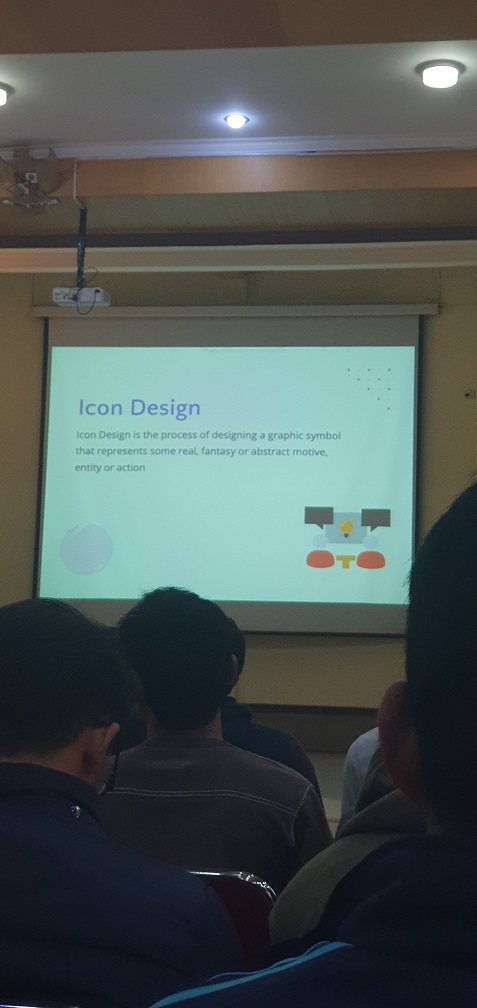 Icon Design
Icon Design is the process of designing a graphic symbol
that represents some real, fantasy or abstract motive,
entity or action